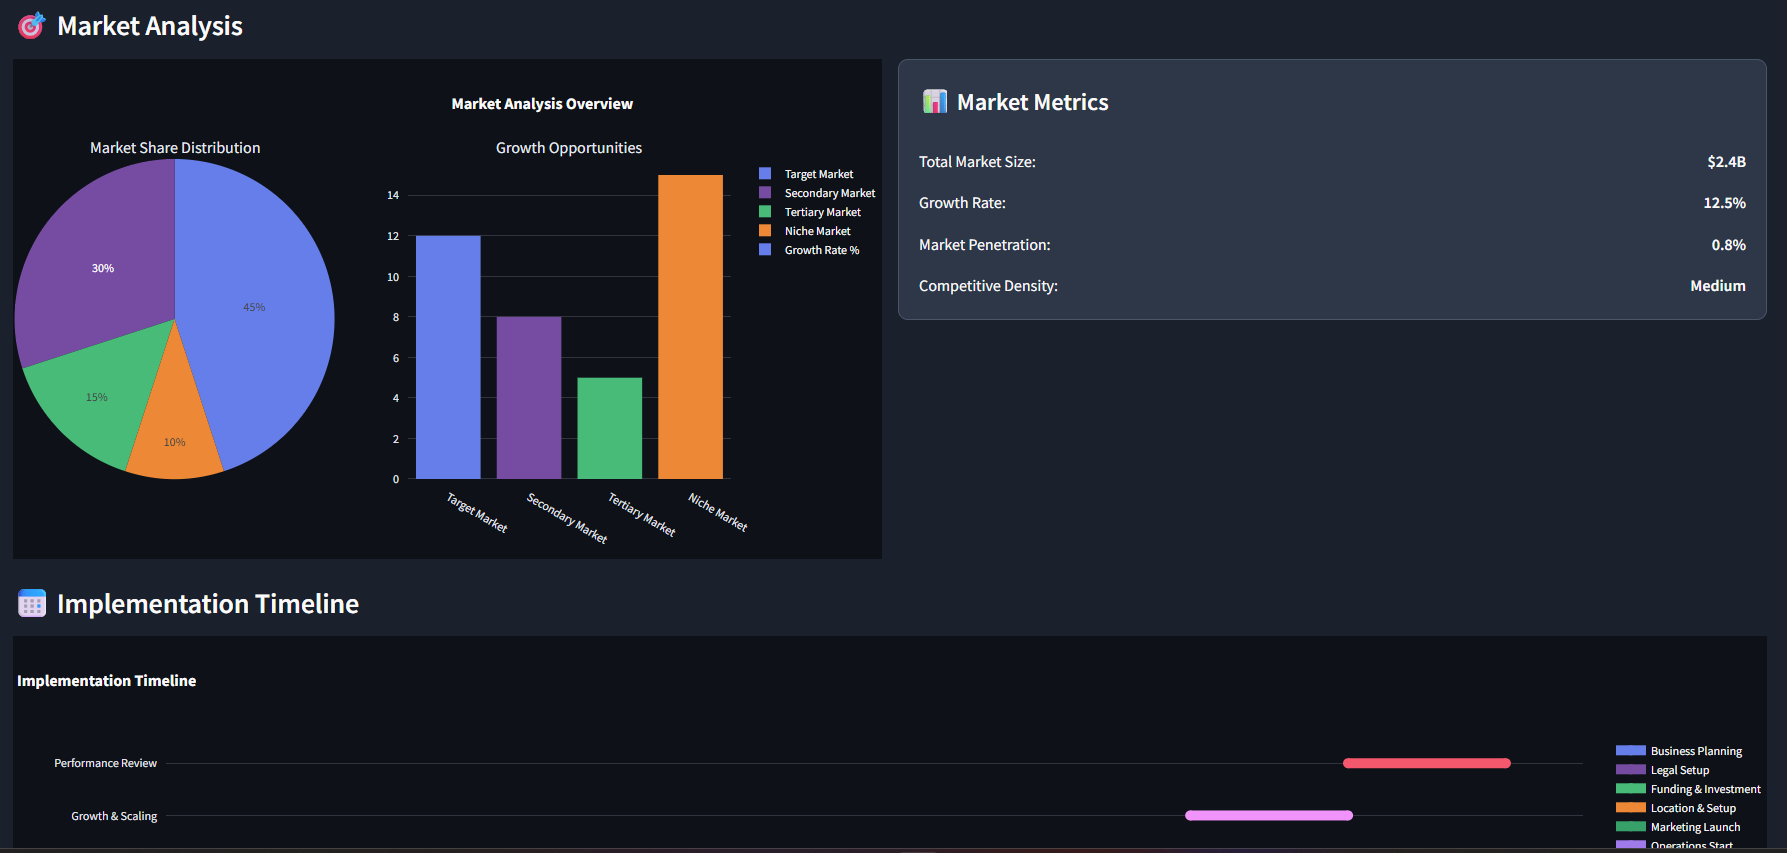 Market Analysis
Market Analysis Overview
Market Share Distribution
30%
45%
15%
10%
Growth Opportunities
14
12
10
8
6
4
2
0
Target Market
Secondary Market
Tertiary Market
Niche Market
Target Market
Secondary Market
Tertiary Market
Niche Market
Growth Rate %
Market Metrics
Total Market Size: $2.4B
Growth Rate: 12.5%
Market Penetration: 0.8%
Competitive Density: Medium
Implementation Timeline
Implementation Timeline
Performance Review
Growth & Scaling
Business Planning
Legal Setup
Funding & Investment
Location & Setup
Marketing Launch
Operations Start